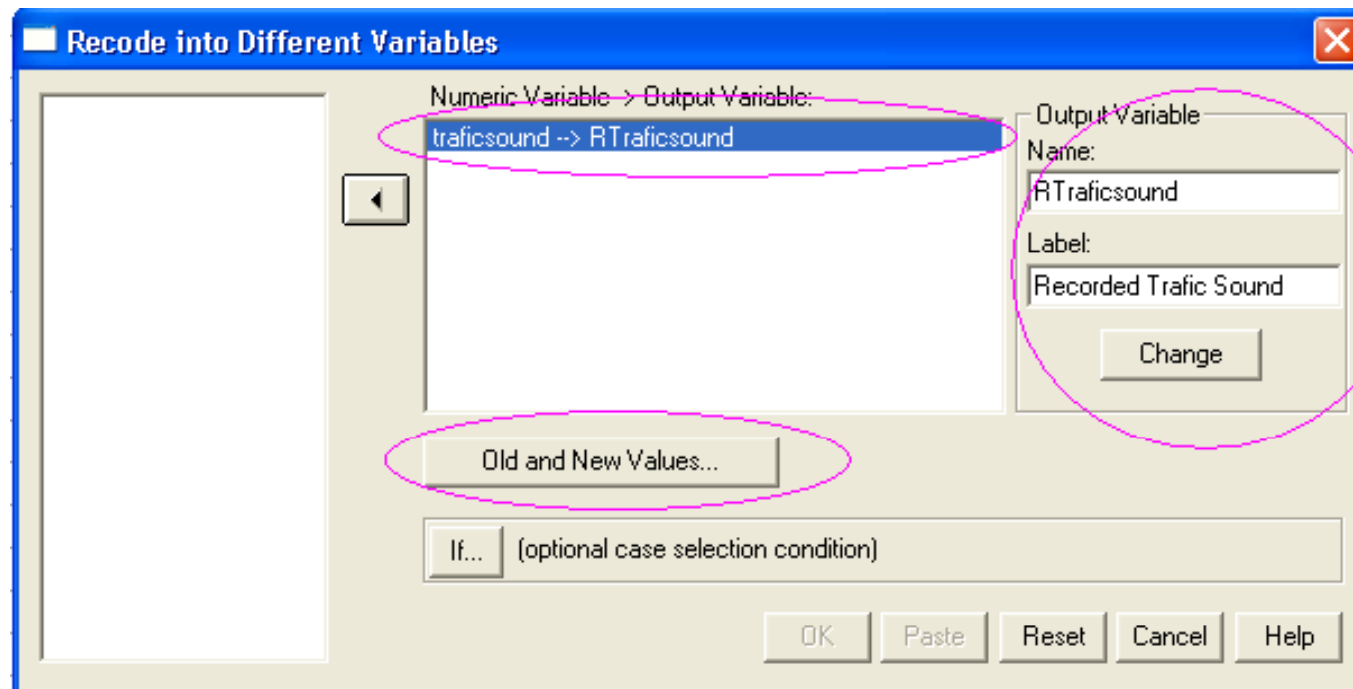 Recode into Different Variables
Numeric Variable -> Output Variable:
traficsound --> RTraficsound
Output Variable
Name:
RTraficsound
Label:
Recorded Trafic Sound
Change
Old and New Values...
If...
(optional case selection condition)
OK
Paste
Reset
Cancel
Help